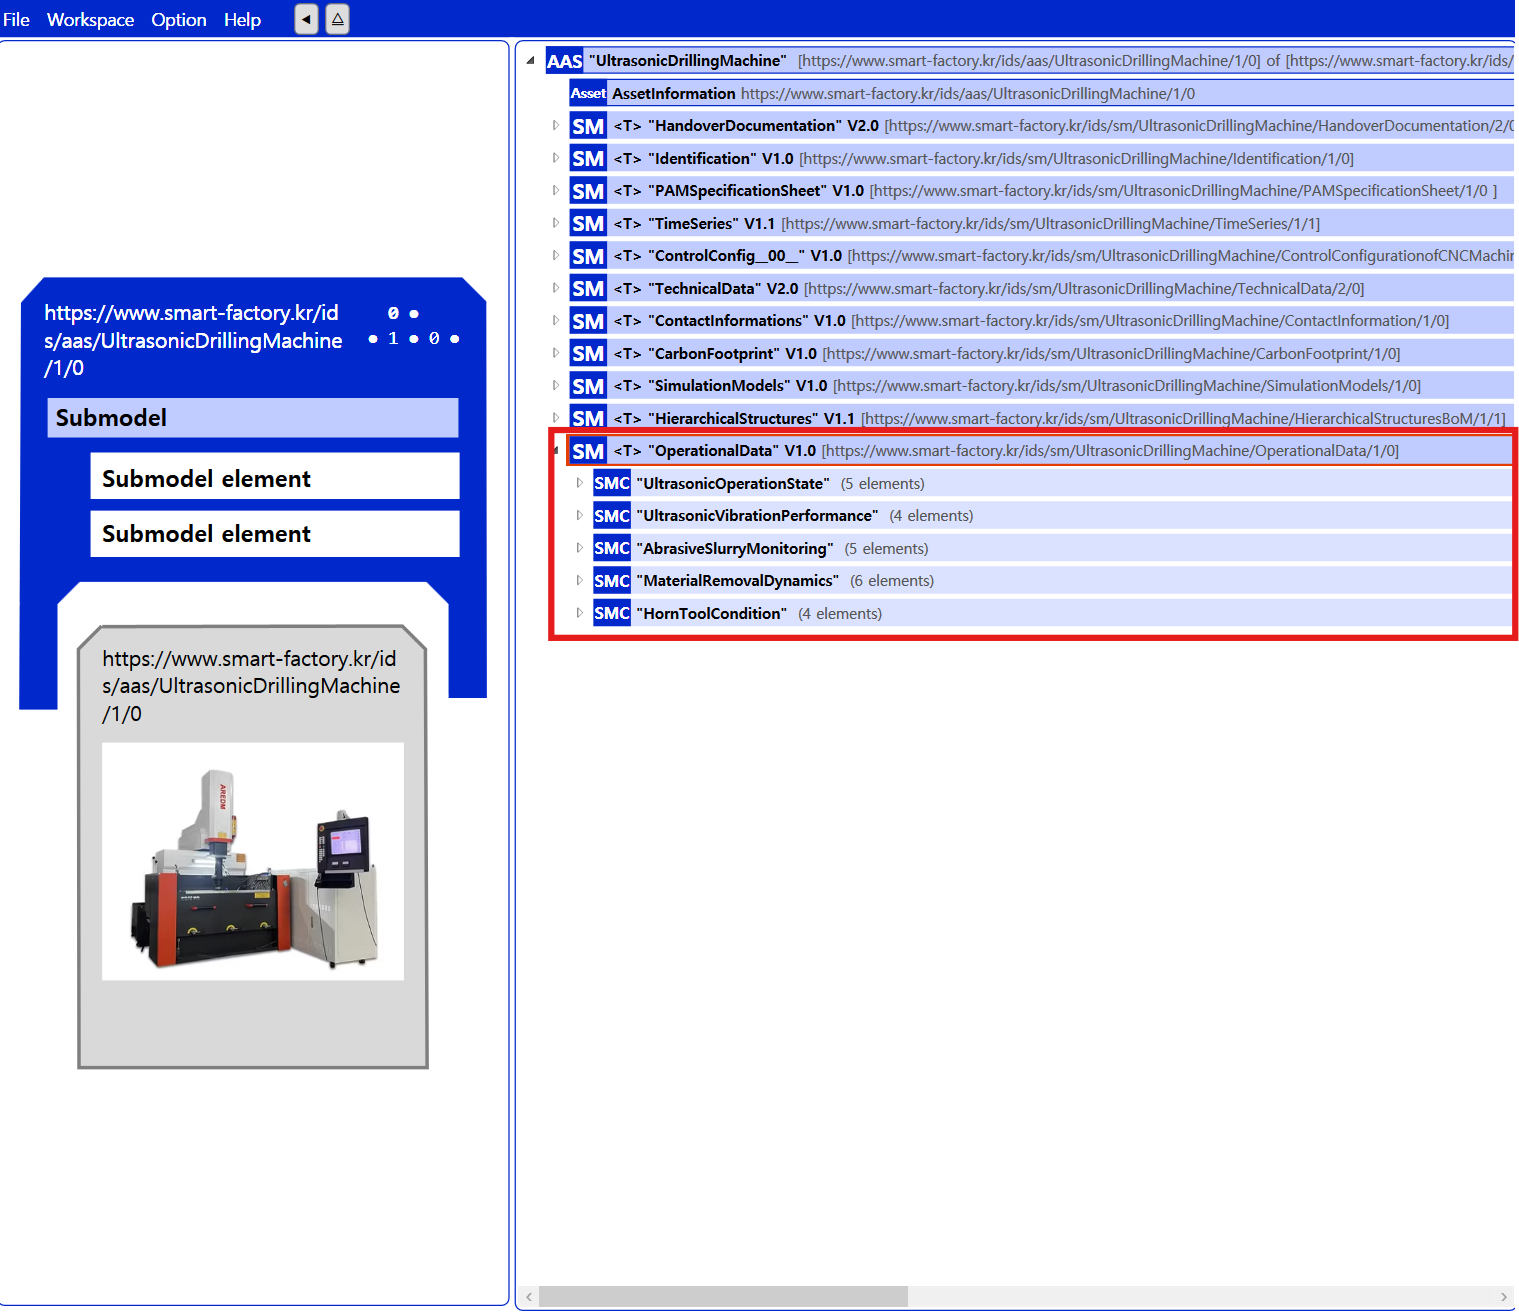 File Workspace Option Help
https://www.smart-factory.kr/id
s/aas/UltrasonicDrillingMachine
/1/0
0
1 0
Submodel
Submodel element
Submodel element
https://www.smart-factory.kr/id
s/aas/UltrasonicDrillingMachine
/1/0
AREDM
AAS "UltrasonicDrillingMachine" [https://www.smart-factory.kr/ids/aas/UltrasonicDrillingMachine/1/0] of [https://www.smart-factory.kr/ids/
Asset AssetInformation https://www.smart-factory.kr/ids/aas/UltrasonicDrillingMachine/1/0
SM <T> "HandoverDocumentation" V2.0 [https://www.smart-factory.kr/ids/sm/UltrasonicDrillingMachine/HandoverDocumentation/2/0
SM <T> "Identification" V1.0 [https://www.smart-factory.kr/ids/sm/UltrasonicDrillingMachine/Identification/1/0]
SM <T> "PAMSpecificationSheet" V1.0 [https://www.smart-factory.kr/ids/sm/UltrasonicDrillingMachine/PAMSpecificationSheet/1/0 ]
SM <T> "TimeSeries" V1.1 [https://www.smart-factory.kr/ids/sm/UltrasonicDrillingMachine/TimeSeries/1/1]
SM <T> "ControlConfig__00__" V1.0 [https://www.smart-factory.kr/ids/sm/UltrasonicDrillingMachine/ControlConfigurationofCNCMachin
SM <T> "TechnicalData" V2.0 [https://www.smart-factory.kr/ids/sm/UltrasonicDrillingMachine/TechnicalData/2/0]
SM <T> "ContactInformations" V1.0 [https://www.smart-factory.kr/ids/sm/UltrasonicDrillingMachine/ContactInformation/1/0]
SM <T> "CarbonFootprint" V1.0 [https://www.smart-factory.kr/ids/sm/UltrasonicDrillingMachine/CarbonFootprint/1/0]
SM <T> "SimulationModels" V1.0 [https://www.smart-factory.kr/ids/sm/UltrasonicDrillingMachine/SimulationModels/1/0]
SM <T> "HierarchicalStructures" V1.1 [https://www.smart-factory.kr/ids/sm/UltrasonicDrillingMachine/HierarchicalStructuresBoM/1/1]
SM <T> "OperationalData" V1.0 [https://www.smart-factory.kr/ids/sm/UltrasonicDrillingMachine/OperationalData/1/0]
SMC "UltrasonicOperationState" (5 elements)
SMC "UltrasonicVibrationPerformance" (4 elements)
SMC "AbrasiveSlurryMonitoring" (5 elements)
SMC "MaterialRemovalDynamics" (6 elements)
SMC "HornToolCondition" (4 elements)